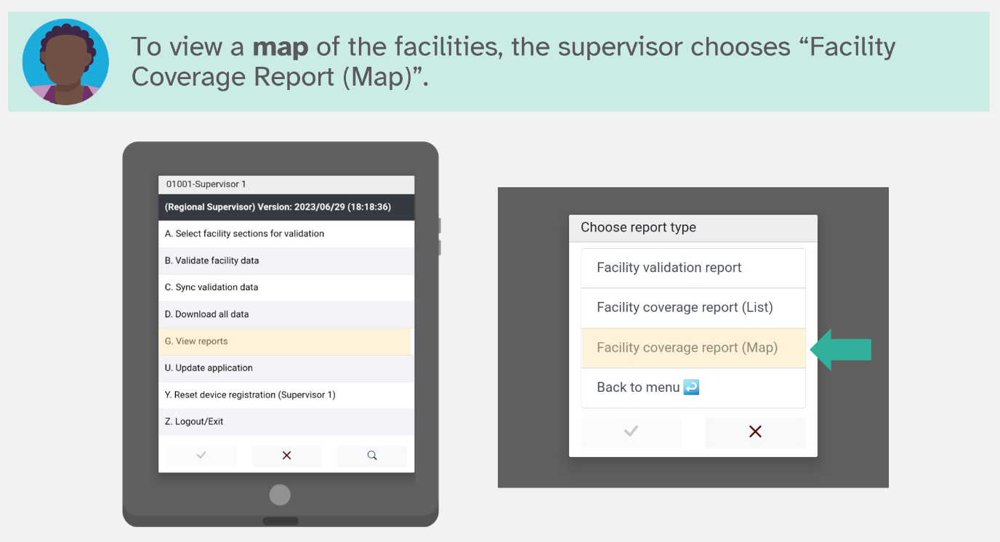 To view a map of the facilities, the supervisor chooses “Facility
Coverage Report (Map)”.
01001-Supervisor 1
(Regional Supervisor) Version: 2023/06/29 (18:18:36)
A. Select facility sections for validation
B. Validate facility data
C. Sync validation data
D. Download all data
G. View reports
U. Update application
Y. Reset device registration (Supervisor 1)
Z. Logout/Exit
Choose report type
Facility validation report
Facility coverage report (List)
Facility coverage report (Map)
Back to menu